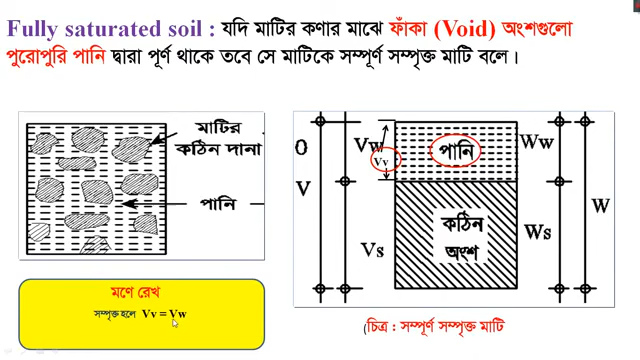 Fully saturated soil : যদি মাটির কণার মাঝে ফাঁকা (Void) অংশগুলো
পুরোপুরি পানি দ্বারা পূর্ণ থাকে তবে সে মাটিকে সম্পূর্ণ সম্পৃক্ত মাটি বলে।
মাটির
কঠিন দানা
পানি
O
V
Vw
Vv
Vs
পানি
কঠিন
অংশ
Ww
Ws
W
মণে রেখ
সম্পৃক্ত হলে Vv = Vw
(চিত্র : সম্পূর্ণ সম্পৃক্ত মাটি